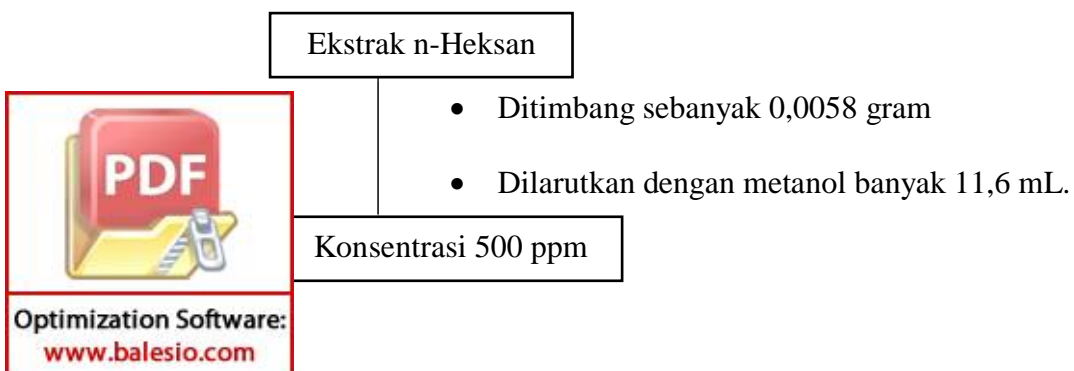 Ekstrak n-Heksan
• Ditimbang sebanyak 0,0058 gram
• Dilarutkan dengan metanol banyak 11,6 mL.
Konsentrasi 500 ppm
PDF
Optimization Software:
www.balesio.com